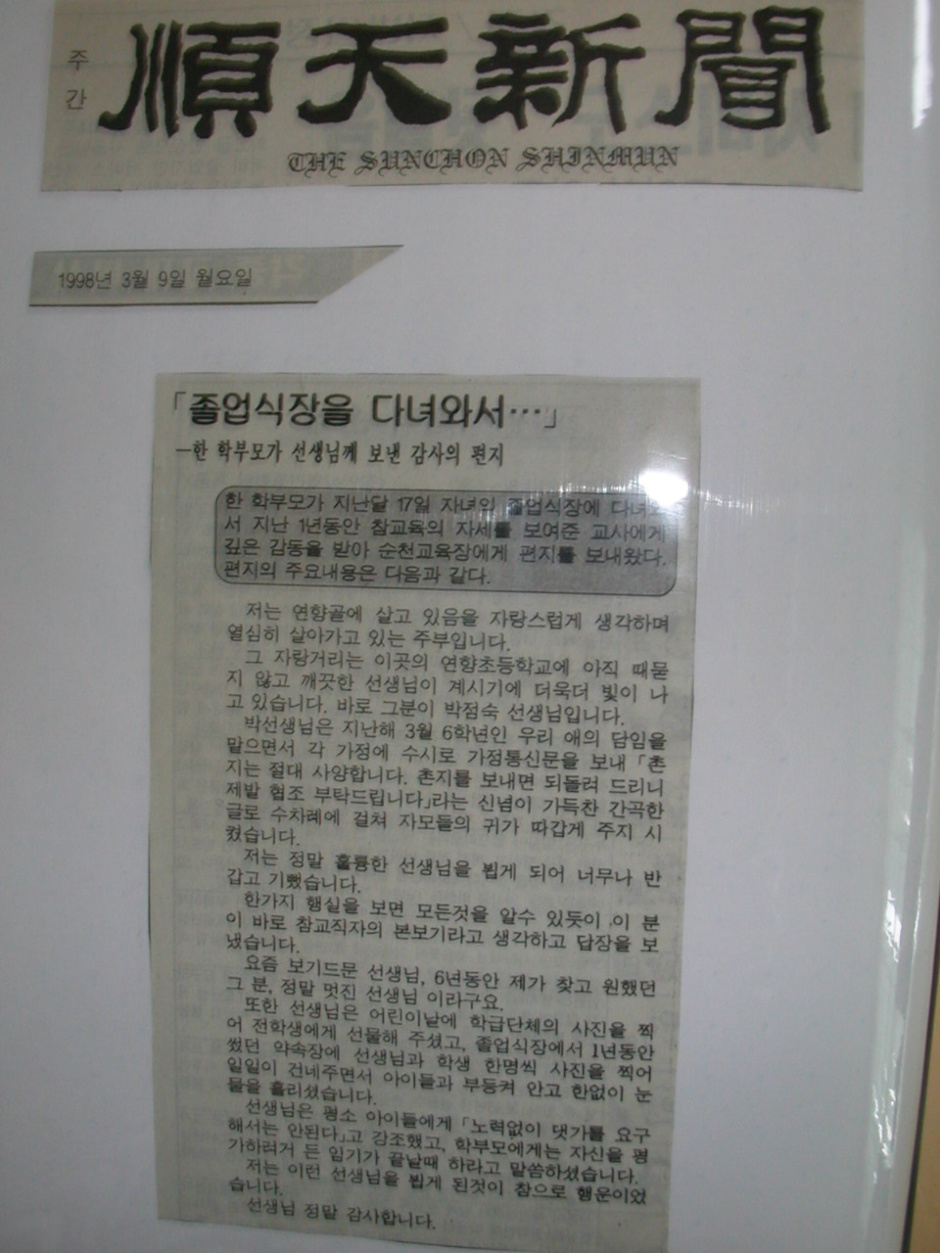 주간
順天新聞
THE SUNCHON SHINMUN
1998년 3월 9일 월요일
「졸업식장을 다녀와서…」
―한 학부모가 선생님께 보낸 감사의 편지
한 학부모가 지난달 17일 자녀의 졸업식장에 다녀와
서 지난 1년동안 참교육의 자세를 보여준 교사에게
깊은 감동을 받아 순천교육장에게 편지를 보내왔다.
편지의 주요내용은 다음과 같다.
저는 연향골에 살고 있음을 자랑스럽게 생각하며
열심히 살아가고 있는 주부입니다.
그 자랑거리는 이곳의 연향초등학교에 아직 때묻
지 않고 깨끗한 선생님이 계시기에 더욱더 빛이 나
고 있습니다. 바로 그분이 박점숙 선생님입니다.
박선생님은 지난해 3월 6학년인 우리 애의 담임을
맡으면서 각 가정에 수시로 가정통신문을 보내 「촌
지는 절대 사양합니다. 촌지를 보내면 되돌려 드리니
제발 협조 부탁드립니다」라는 신념이 가득찬 간곡한
글로 수차례에 걸쳐 자모들의 귀가 따갑게 주지 시
켰습니다.
저는 정말 훌륭한 선생님을 뵙게 되어 너무나 반
갑고 기뻤습니다.
한가지 행실을 보면 모든것을 알수 있듯이 이 분
이 바로 참교직자의 본보기라고 생각하고 답장을 보
냈습니다.
요즘 보기드문 선생님, 6년동안 제가 찾고 원했던
그 분, 정말 멋진 선생님 이라구요.
또한 선생님은 어린이날에 학급단체의 사진을 찍
어 전학생에게 선물해 주셨고, 졸업식장에서 1년동안
썼던 약속장에 선생님과 학생 한명씩 사진을 찍어
일일이 건네주면서 아이들과 부둥켜 안고 한없이 눈
물을 흘리셨습니다.
선생님은 평소 아이들에게 「노력없이 댓가를 요구
해서는 안된다」고 강조했고, 학부모에게는 자신을 평
가하려거 든 임기가 끝날때 하라고 말씀하셨습니다.
저는 이런 선생님을 뵙게 된것이 참으로 행운이었
습니다.
선생님 정말 감사합니다.